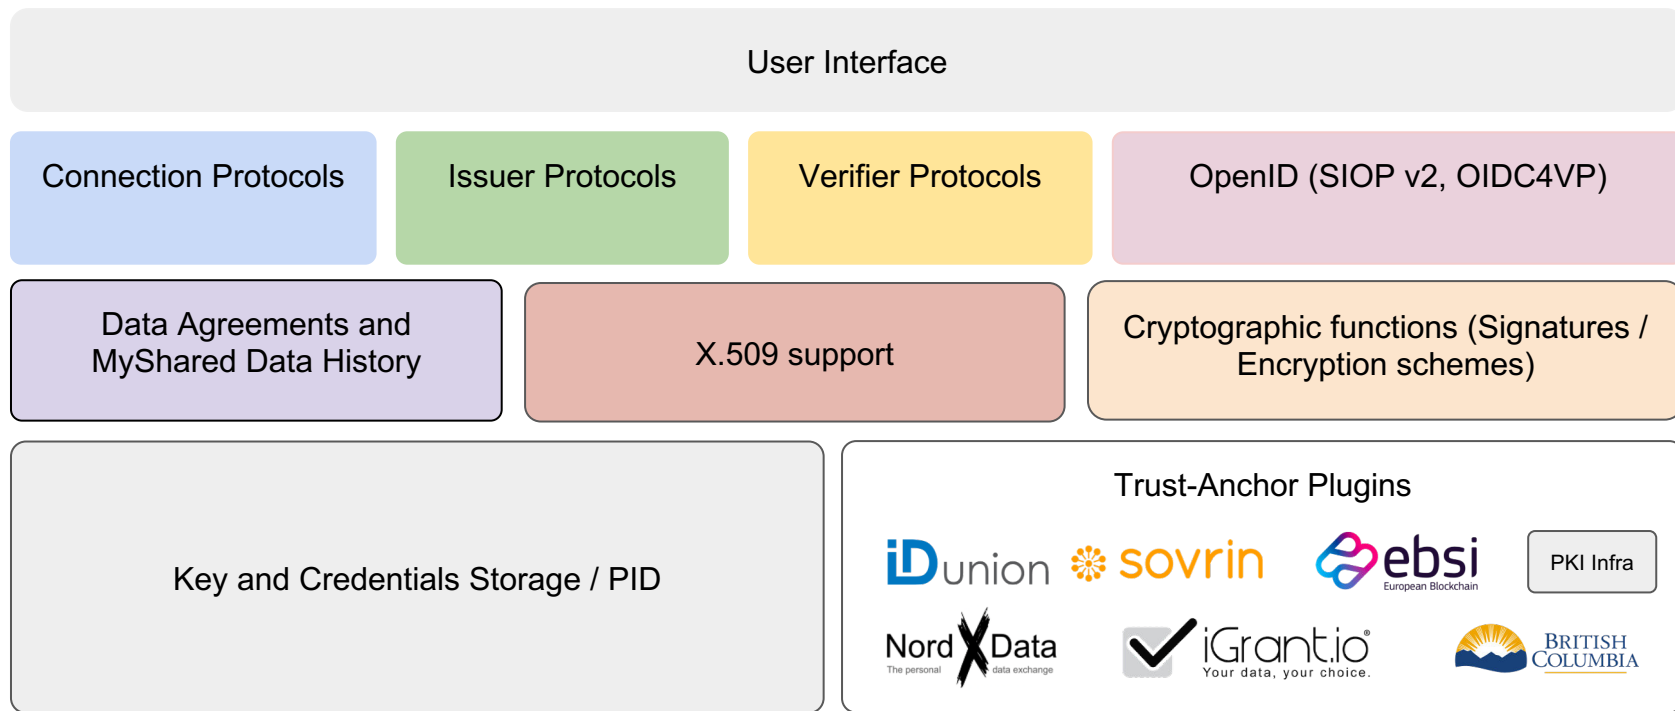 User Interface
Connection Protocols
Issuer Protocols
Verifier Protocols
OpenID (SIOP v2, OIDC4VP)
Data Agreements and
MyShared Data History
X.509 support
Cryptographic functions (Signatures /
Encryption schemes)
Key and Credentials Storage / PID
Trust-Anchor Plugins
iDunion
sovrin
ebsi
European Blockchain
PKI Infra
Nord X Data
The personal data exchange
iGrant.io®
Your data, your choice.
BRITISH
COLUMBIA